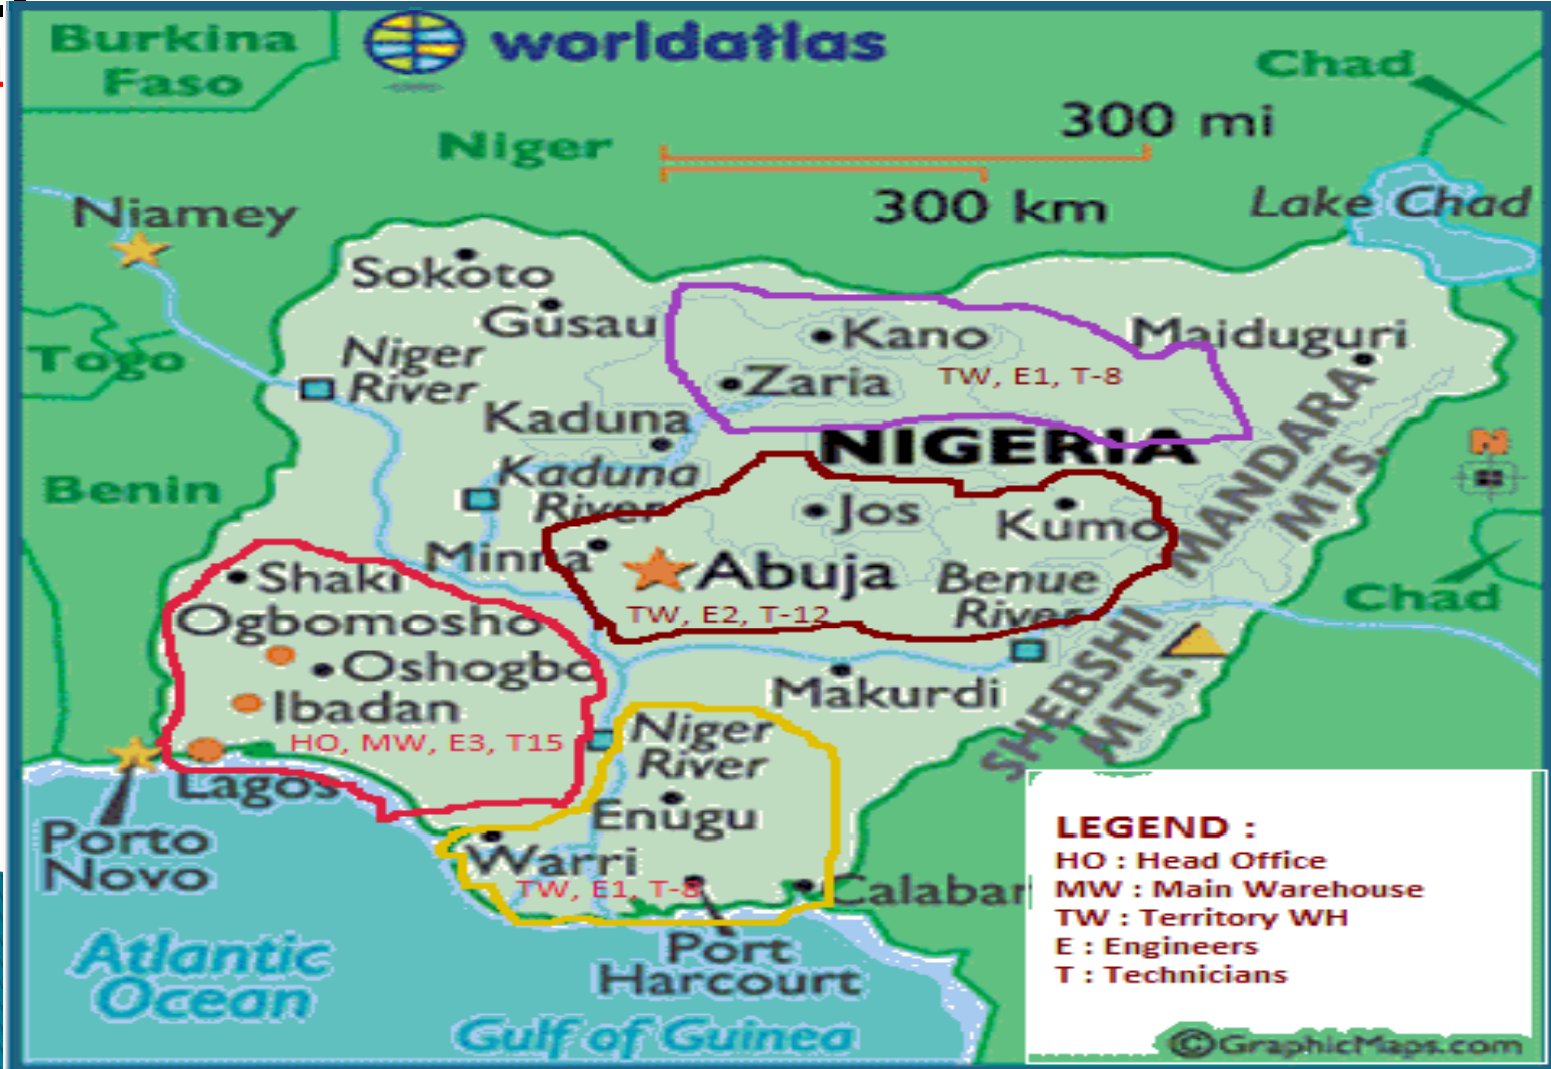 Burkina
Faso
worldatlas
Chad
300 mi
Niger
300 km
Lake Chad
Niamey
Sokoto
Gusau
Kano
Maiduguri
Niger
River
Togo
Zaria
TW, E1, T-8
Kaduna
NIGERIA
MANDARA
MTS.
N
Kaduna
River
Benin
Jos
Kumo
Minna
Abuja
Benue
River
Shaki
TW, E2, T-12
Chad
Ogbomosho
Oshogbo
SHEBSHI
MTS.
Makurdi
Ibadan
HO, MW, E3, T15
Niger
River
Lagos
Enugu
Porto
Novo
Warri
TW, E1, T-8
Calabar
Port
Harcourt
Atlantic
Ocean
Gulf of Guinea
LEGEND :
HO : Head Office
MW : Main Warehouse
TW : Territory WH
E : Engineers
T : Technicians
©GraphicMaps.com